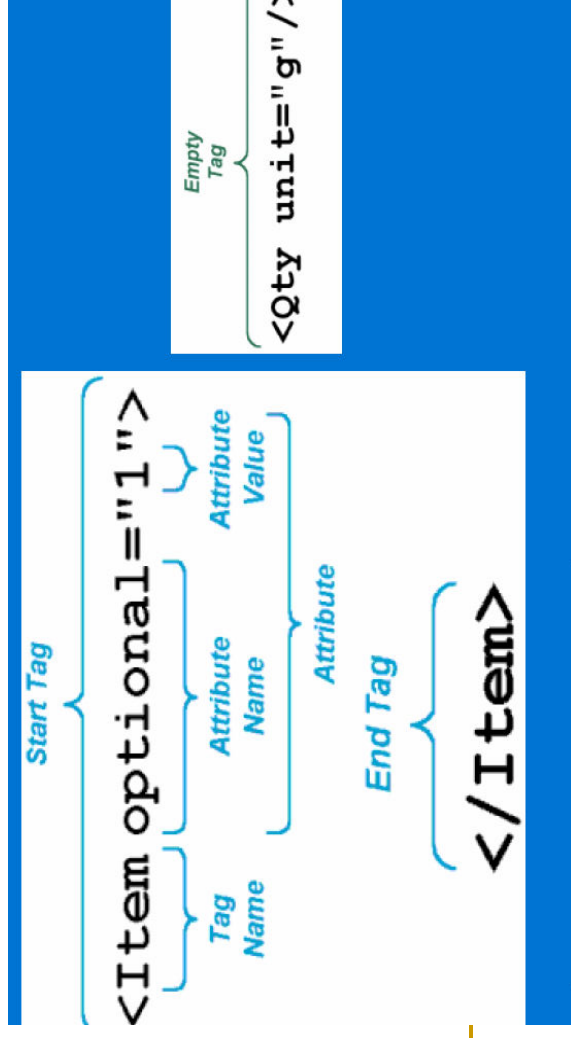 Empty
Tag
<Qty unit="g"/>
Start Tag
<Item optional="1">
Tag
Name
Attribute
Name
Attribute
Value
Attribute
End Tag
</Item>